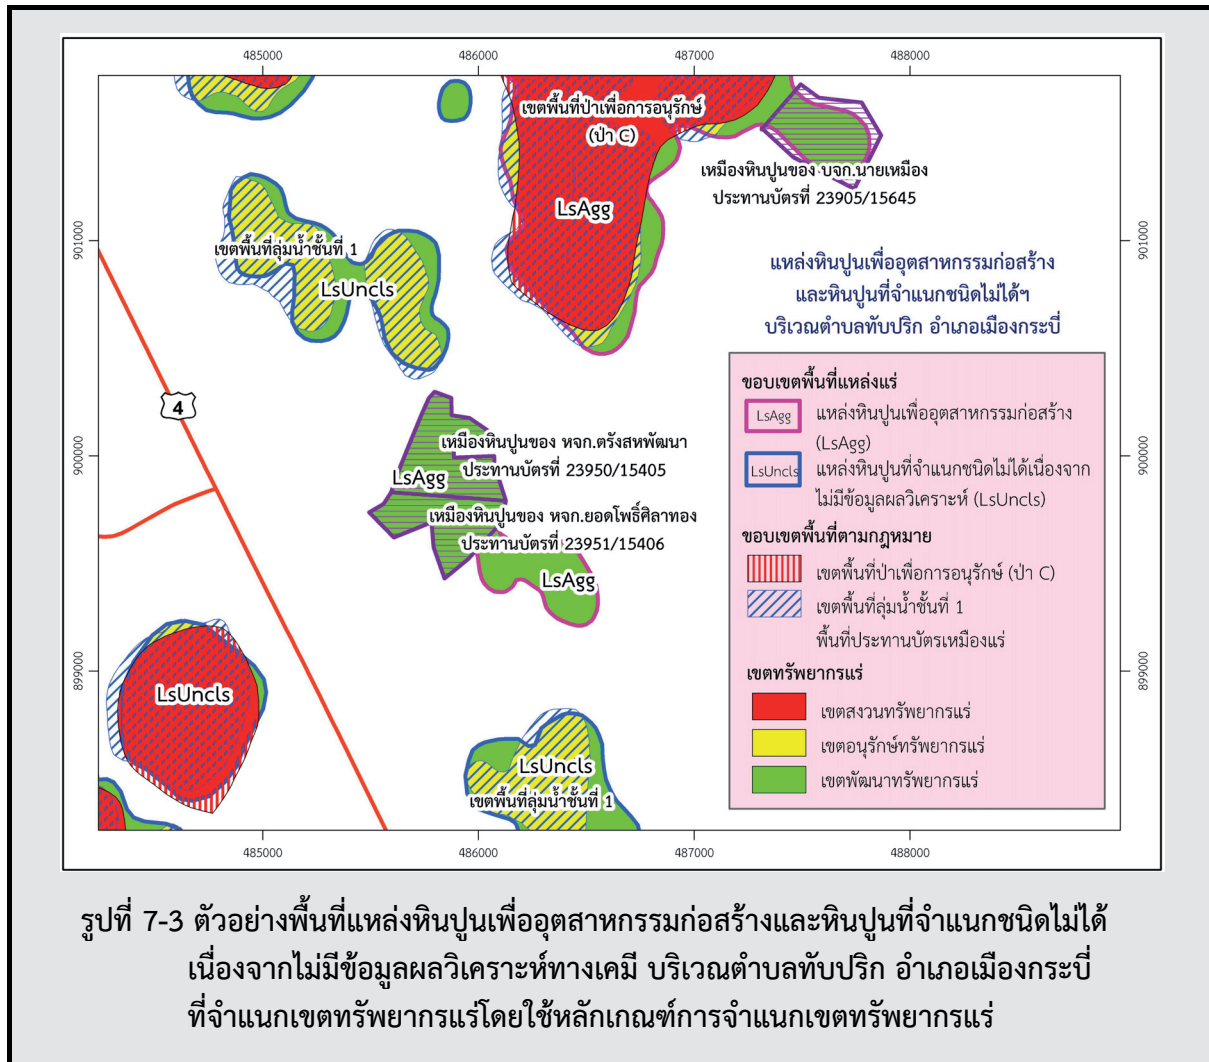 485000 486000 487000 488000
เขตพื้นที่ป่าเพื่อการอนุรักษ์
(ป่า C)
เหมืองหินปูนของ บจก.นายเหมือง
ประทานบัตรที่ 23905/15645
LsAgg
901000
901000
เขตพื้นที่ลุ่มน้ำชั้นที่ 1
LsUncls
แหล่งหินปูนเพื่ออุตสาหกรรมก่อสร้าง
และหินปูนที่จำแนกชนิดไม่ได้ฯ
บริเวณตำบลทับปริก อำเภอเมืองกระบี่
4
900000
900000
เหมืองหินปูนของ หจก.ตรังสหพัฒนา
ประทานบัตรที่ 23950/15405
LsAgg
เหมืองหินปูนของ หจก.ยอดโพธิ์ศิลาทอง
ประทานบัตรที่ 23951/15406
LsAgg
899000
899000
LsUncls
LsUncls
เขตพื้นที่ลุ่มน้ำชั้นที่ 1
ขอบเขตพื้นที่แหล่งแร่
LsAgg แหล่งหินปูนเพื่ออุตสาหกรรมก่อสร้าง
(LsAgg)
LsUncls แหล่งหินปูนที่จำแนกชนิดไม่ได้เนื่องจาก
ไม่มีข้อมูลผลวิเคราะห์ (LsUncls)
ขอบเขตพื้นที่ตามกฎหมาย
เขตพื้นที่ป่าเพื่อการอนุรักษ์ (ป่า C)
เขตพื้นที่ลุ่มน้ำชั้นที่ 1
พื้นที่ประทานบัตรเหมืองแร่
เขตทรัพยากรแร่
เขตสงวนทรัพยากรแร่
เขตอนุรักษ์ทรัพยากรแร่
เขตพัฒนาทรัพยากรแร่
485000 486000 487000 488000
รูปที่ 7-3 ตัวอย่างพื้นที่แหล่งหินปูนเพื่ออุตสาหกรรมก่อสร้างและหินปูนที่จำแนกชนิดไม่ได้
เนื่องจากไม่มีข้อมูลผลวิเคราะห์ทางเคมี บริเวณตำบลทับปริก อำเภอเมืองกระบี่
ที่จำแนกเขตทรัพยากรแร่โดยใช้หลักเกณฑ์การจำแนกเขตทรัพยากรแร่